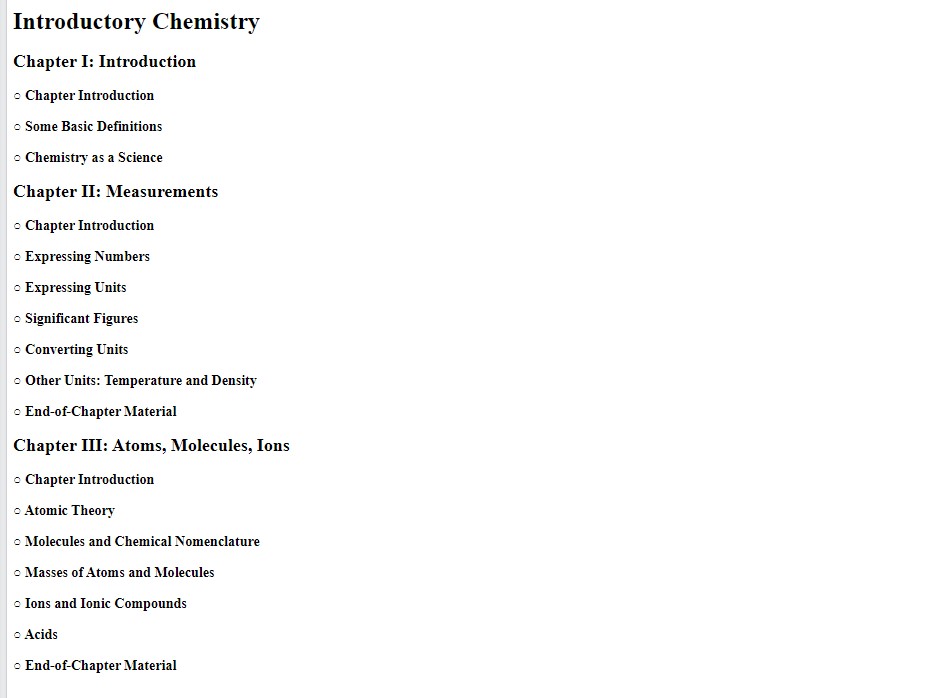 Introductory Chemistry
Chapter I: Introduction
○ Chapter Introduction
○ Some Basic Definitions
○ Chemistry as a Science
Chapter II: Measurements
○ Chapter Introduction
○ Expressing Numbers
○ Expressing Units
○ Significant Figures
○ Converting Units
○ Other Units: Temperature and Density
○ End-of-Chapter Material
Chapter III: Atoms, Molecules, Ions
○ Chapter Introduction
○ Atomic Theory
○ Molecules and Chemical Nomenclature
○ Masses of Atoms and Molecules
○ Ions and Ionic Compounds
○ Acids
○ End-of-Chapter Material